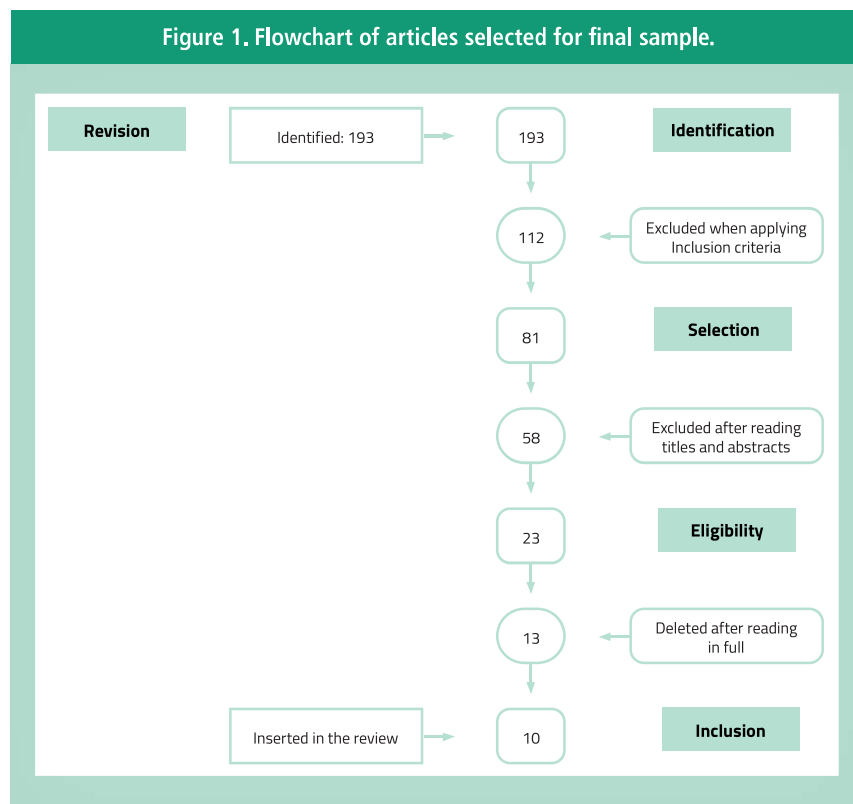 Figure 1. Flowchart of articles selected for final sample.
Revision
Identified: 193
193
Identification
112
Excluded when applying
Inclusion criteria
81
Selection
58
Excluded after reading
titles and abstracts
23
Eligibility
13
Deleted after reading
in full
Inserted in the review
10
Inclusion